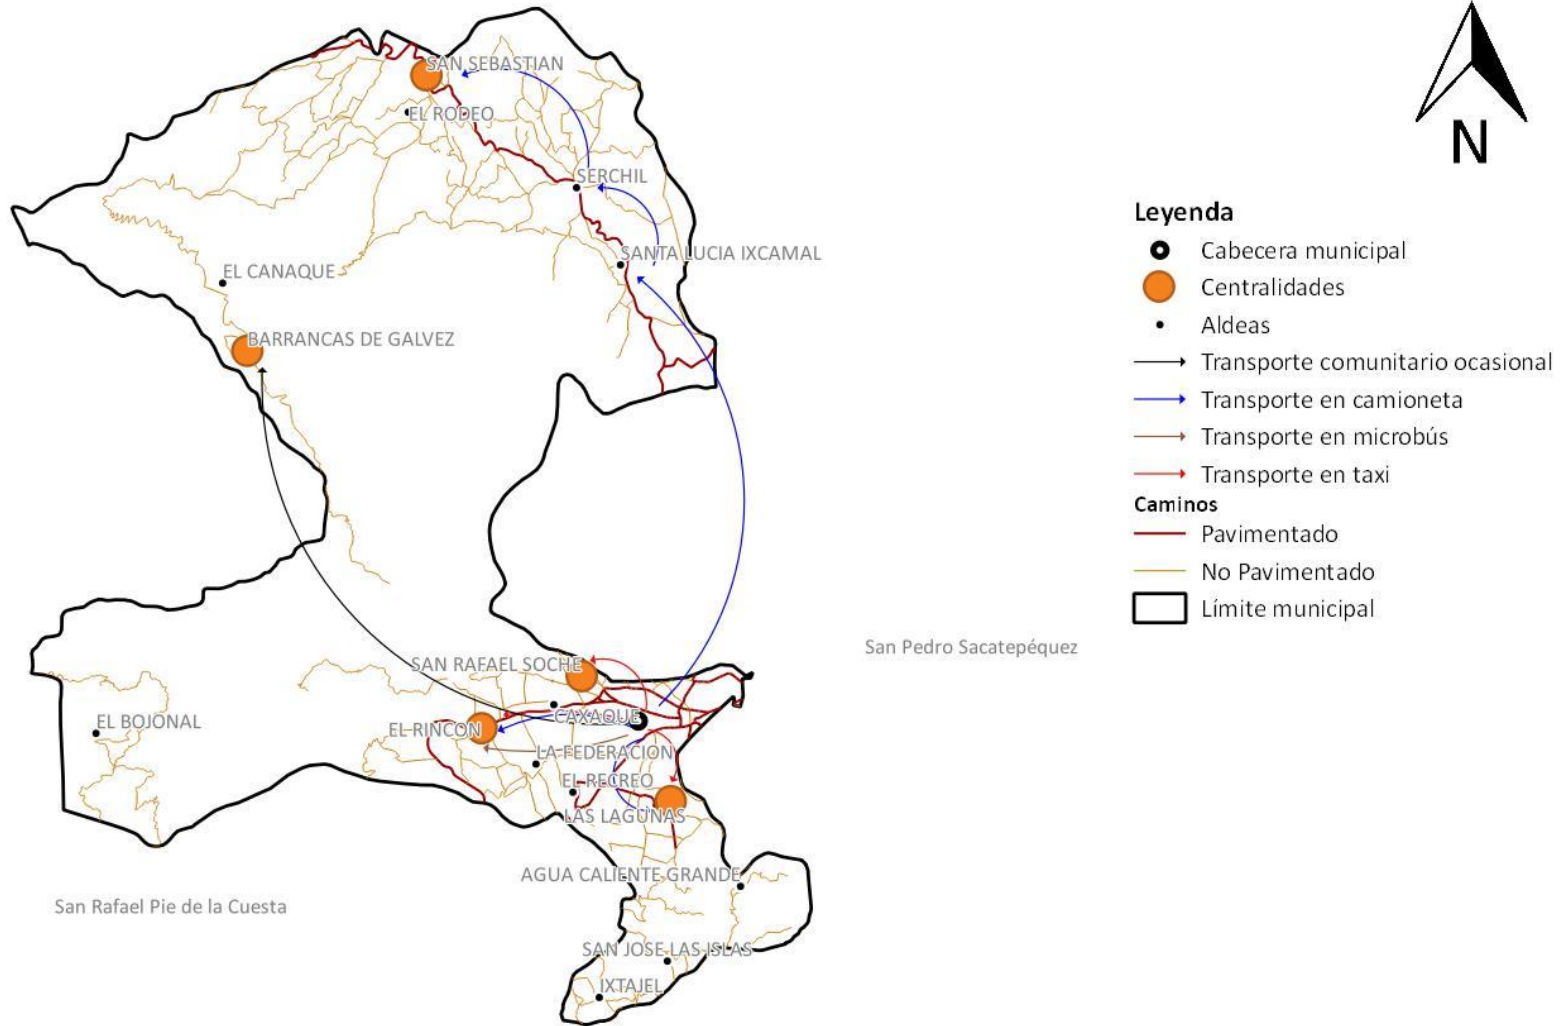 N
SAN SEBASTIAN
EL RODEO
SERCHIL
SANTA LUCIA IXCAMAL
EL CANAQUE
BARRANCAS DE GALVEZ
Leyenda
Cabecera municipal
Centralidades
Aldeas
Transporte comunitario ocasional
Transporte en camioneta
Transporte en microbús
Transporte en taxi
Caminos
Pavimentado
No Pavimentado
Límite municipal
San Pedro Sacatepéquez
SAN RAFAEL SOCHE
CAXAQUE
EL BOJONAL
EL RINCON
LA FEDERACION
EL RECREO
LAS LAGUNAS
AGUA CALIENTE GRANDE
San Rafael Pie de la Cuesta
SAN JOSE LAS ISLAS
IXTAJEL